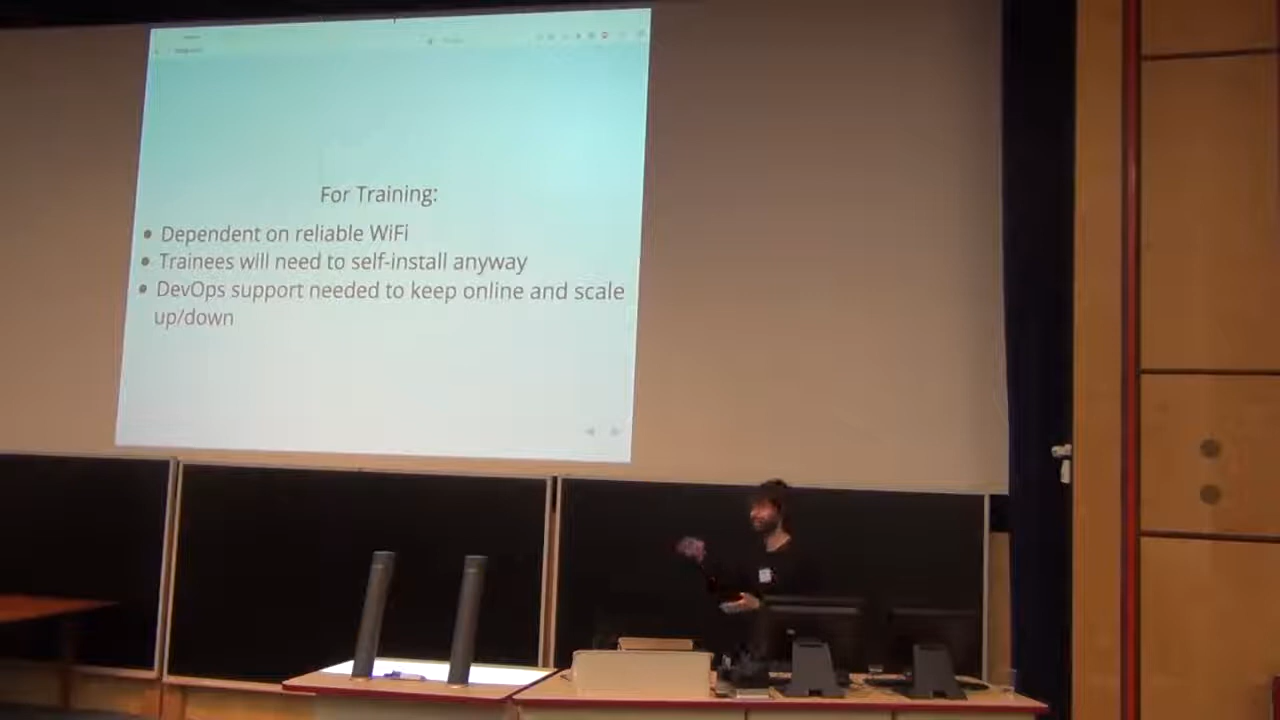 For Training:
Dependent on reliable WiFi
Trainees will need to self-install anyway
DevOps support needed to keep online and scale
up/down